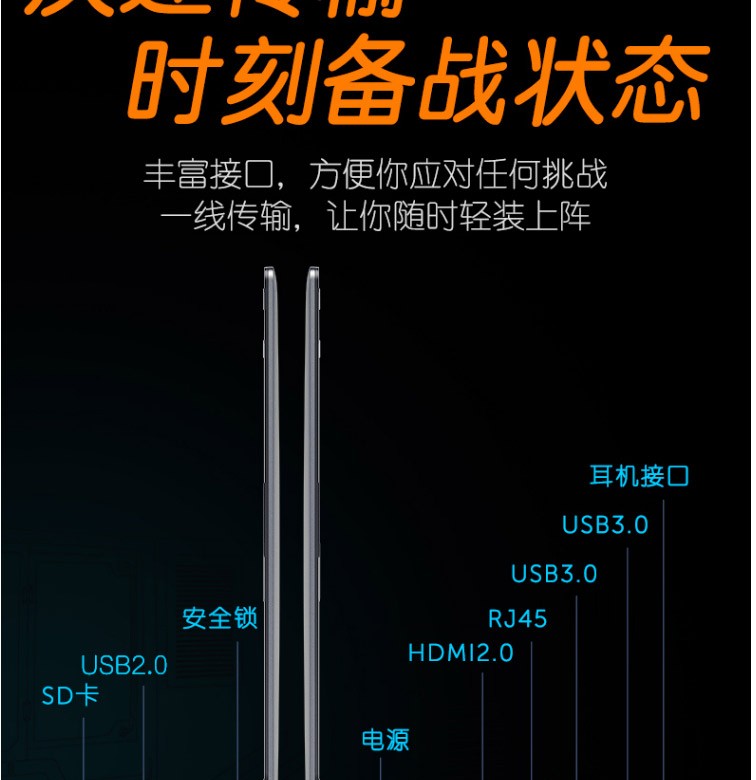 时刻备战状态
丰富接口，方便你应对任何挑战
一线传输，让你随时轻装上阵
耳机接口
USB3.0
USB3.0
RJ45
安全锁
HDMI2.0
USB2.0
SD卡
电源